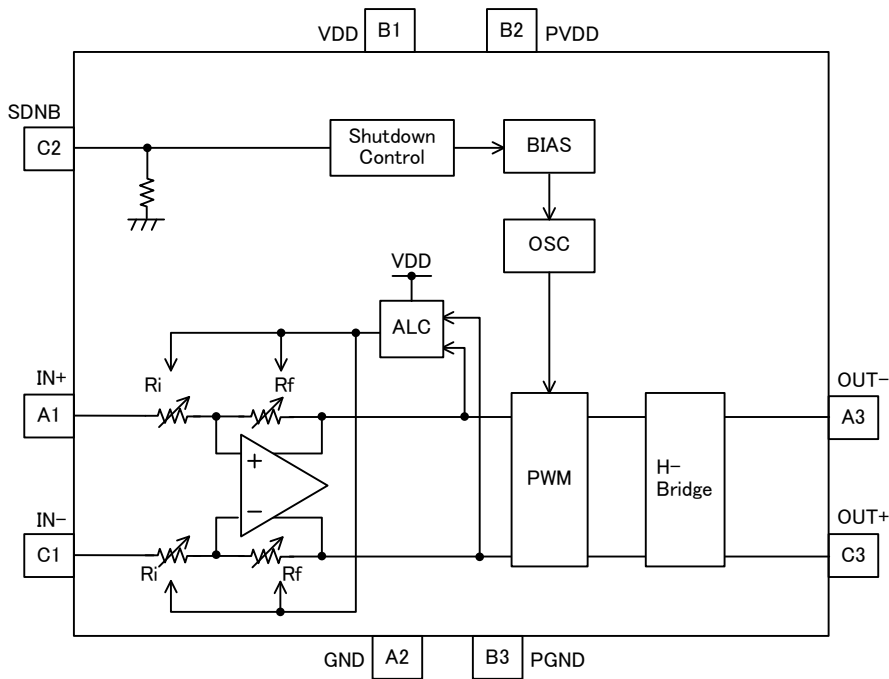 VDD B1 B2 PVDD
SDNB
C2
Shutdown
Control
BIAS
OSC
VDD
ALC
IN+
Ri Rf
OUT-
A1
A3
+
PWM
H-
Bridge
−
IN-
OUT+
C1
C3
Ri Rf
GND A2 B3 PGND